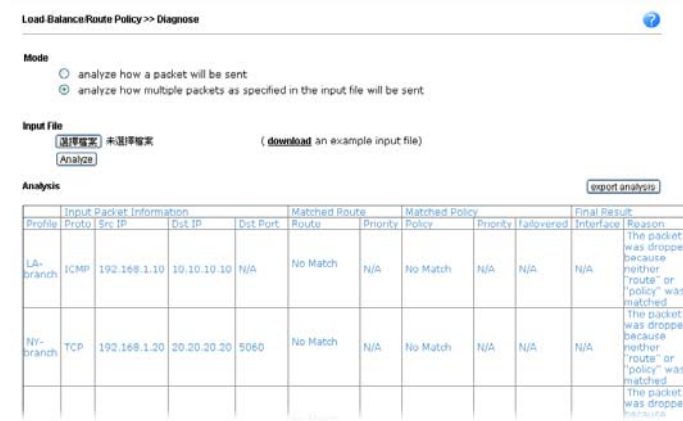 Load-Balance/Route Policy >> Diagnose
?
Mode
analyze how a packet will be sent
analyze how multiple packets as specified in the input file will be sent
Input File
選擇檔案 未選擇檔案 ( download an example input file)
Analyze
Analysis export analysis
Input Packet Information Matched Route Matched Policy Final Result
Profile Proto Src IP Dst IP Dst Port Route Priority Policy Priority failovered Interface Reason
LA-branch ICMP 192.168.1.10 10.10.10.10 N/A No Match N/A No Match N/A N/A N/A
The packet
was droppe
because
neither
"route" or
"policy" was
matched
NY-branch TCP 192.168.1.20 20.20.20.20 5060 No Match N/A No Match N/A N/A N/A
The packet
was droppe
because
neither
"route" or
"policy" was
matched
The packet
was droppe
because